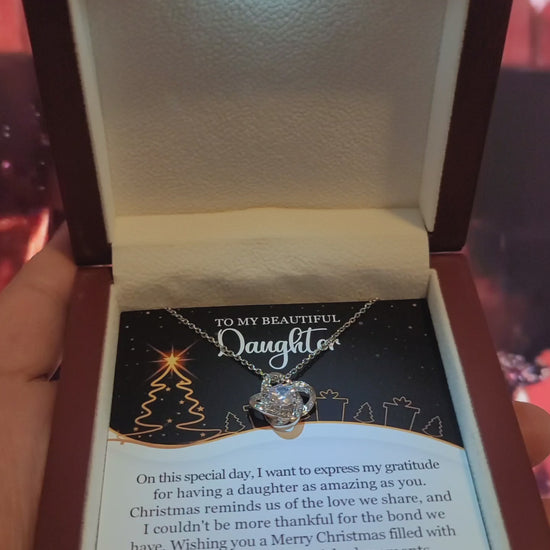 TO MY BEAUTIFUL
Daughter
On this special day, I want to express my gratitude
for having a daughter as amazing as you.
Christmas reminds us of the love we share, and
I couldn't be more thankful for the bond we
have. Wishing you a Merry Christmas filled with